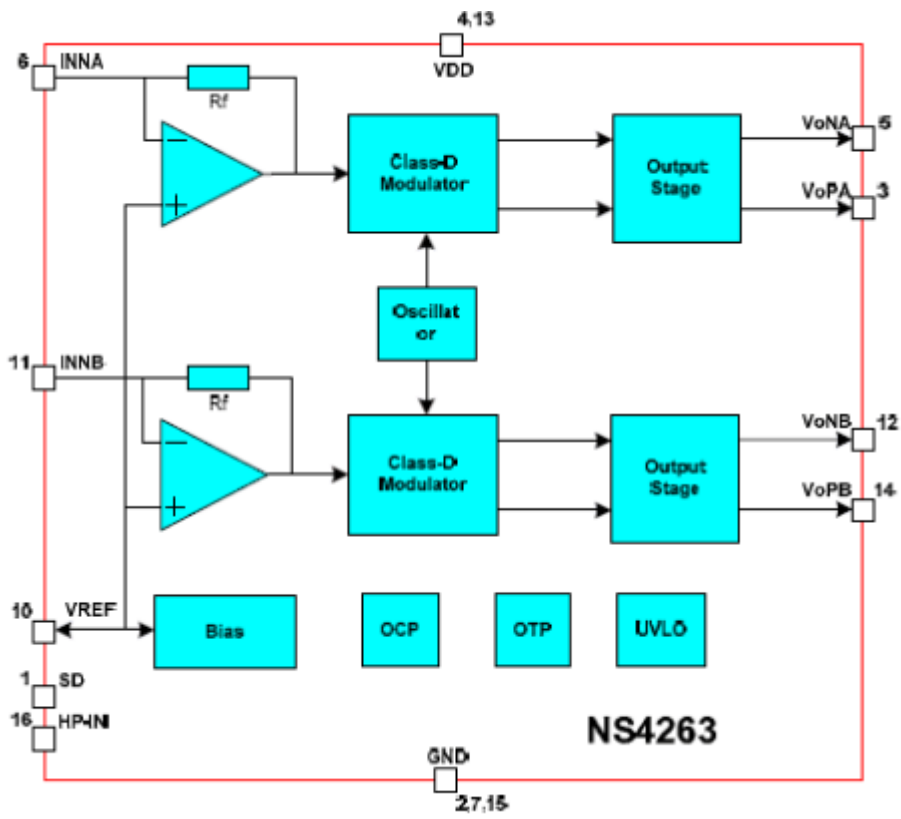 4,13
VDD
6 INNA
Rf
Class-D
Modulator
Output
Stage
VoNA 5
VoPA 3
Oscillat
or
11 INNB
Rf
Class-D
Modulator
Output
Stage
VoNB 12
VoPB 14
10 VREF
Bias
OCP
OTP
UVLO
1 SD
16 HP-IN
NS4263
GND
2,7,15